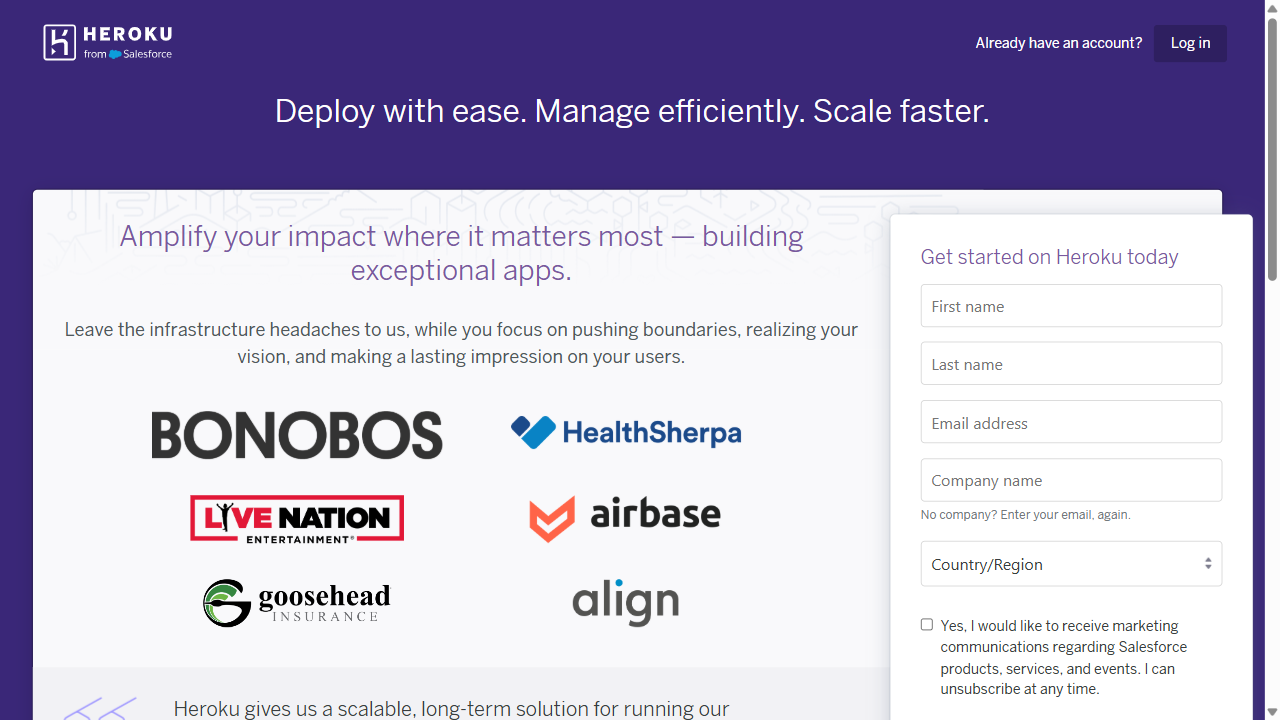 HEROKU
from Salesforce
Already have an account?
Log in
Deploy with ease. Manage efficiently. Scale faster.
Amplify your impact where it matters most — building
exceptional apps.
Leave the infrastructure headaches to us, while you focus on pushing boundaries, realizing your
vision, and making a lasting impression on your users.
BONOBOS
HealthSherpa
LIVE NATION
ENTERTAINMENT®
airbase
goosehead
INSURANCE
align
Heroku gives us a scalable, long-term solution for running our
Get started on Heroku today
First name
Last name
Email address
Company name
No company? Enter your email, again.
Country/Region
Yes, I would like to receive marketing
communications regarding Salesforce
products, services, and events. I can
unsubscribe at any time.